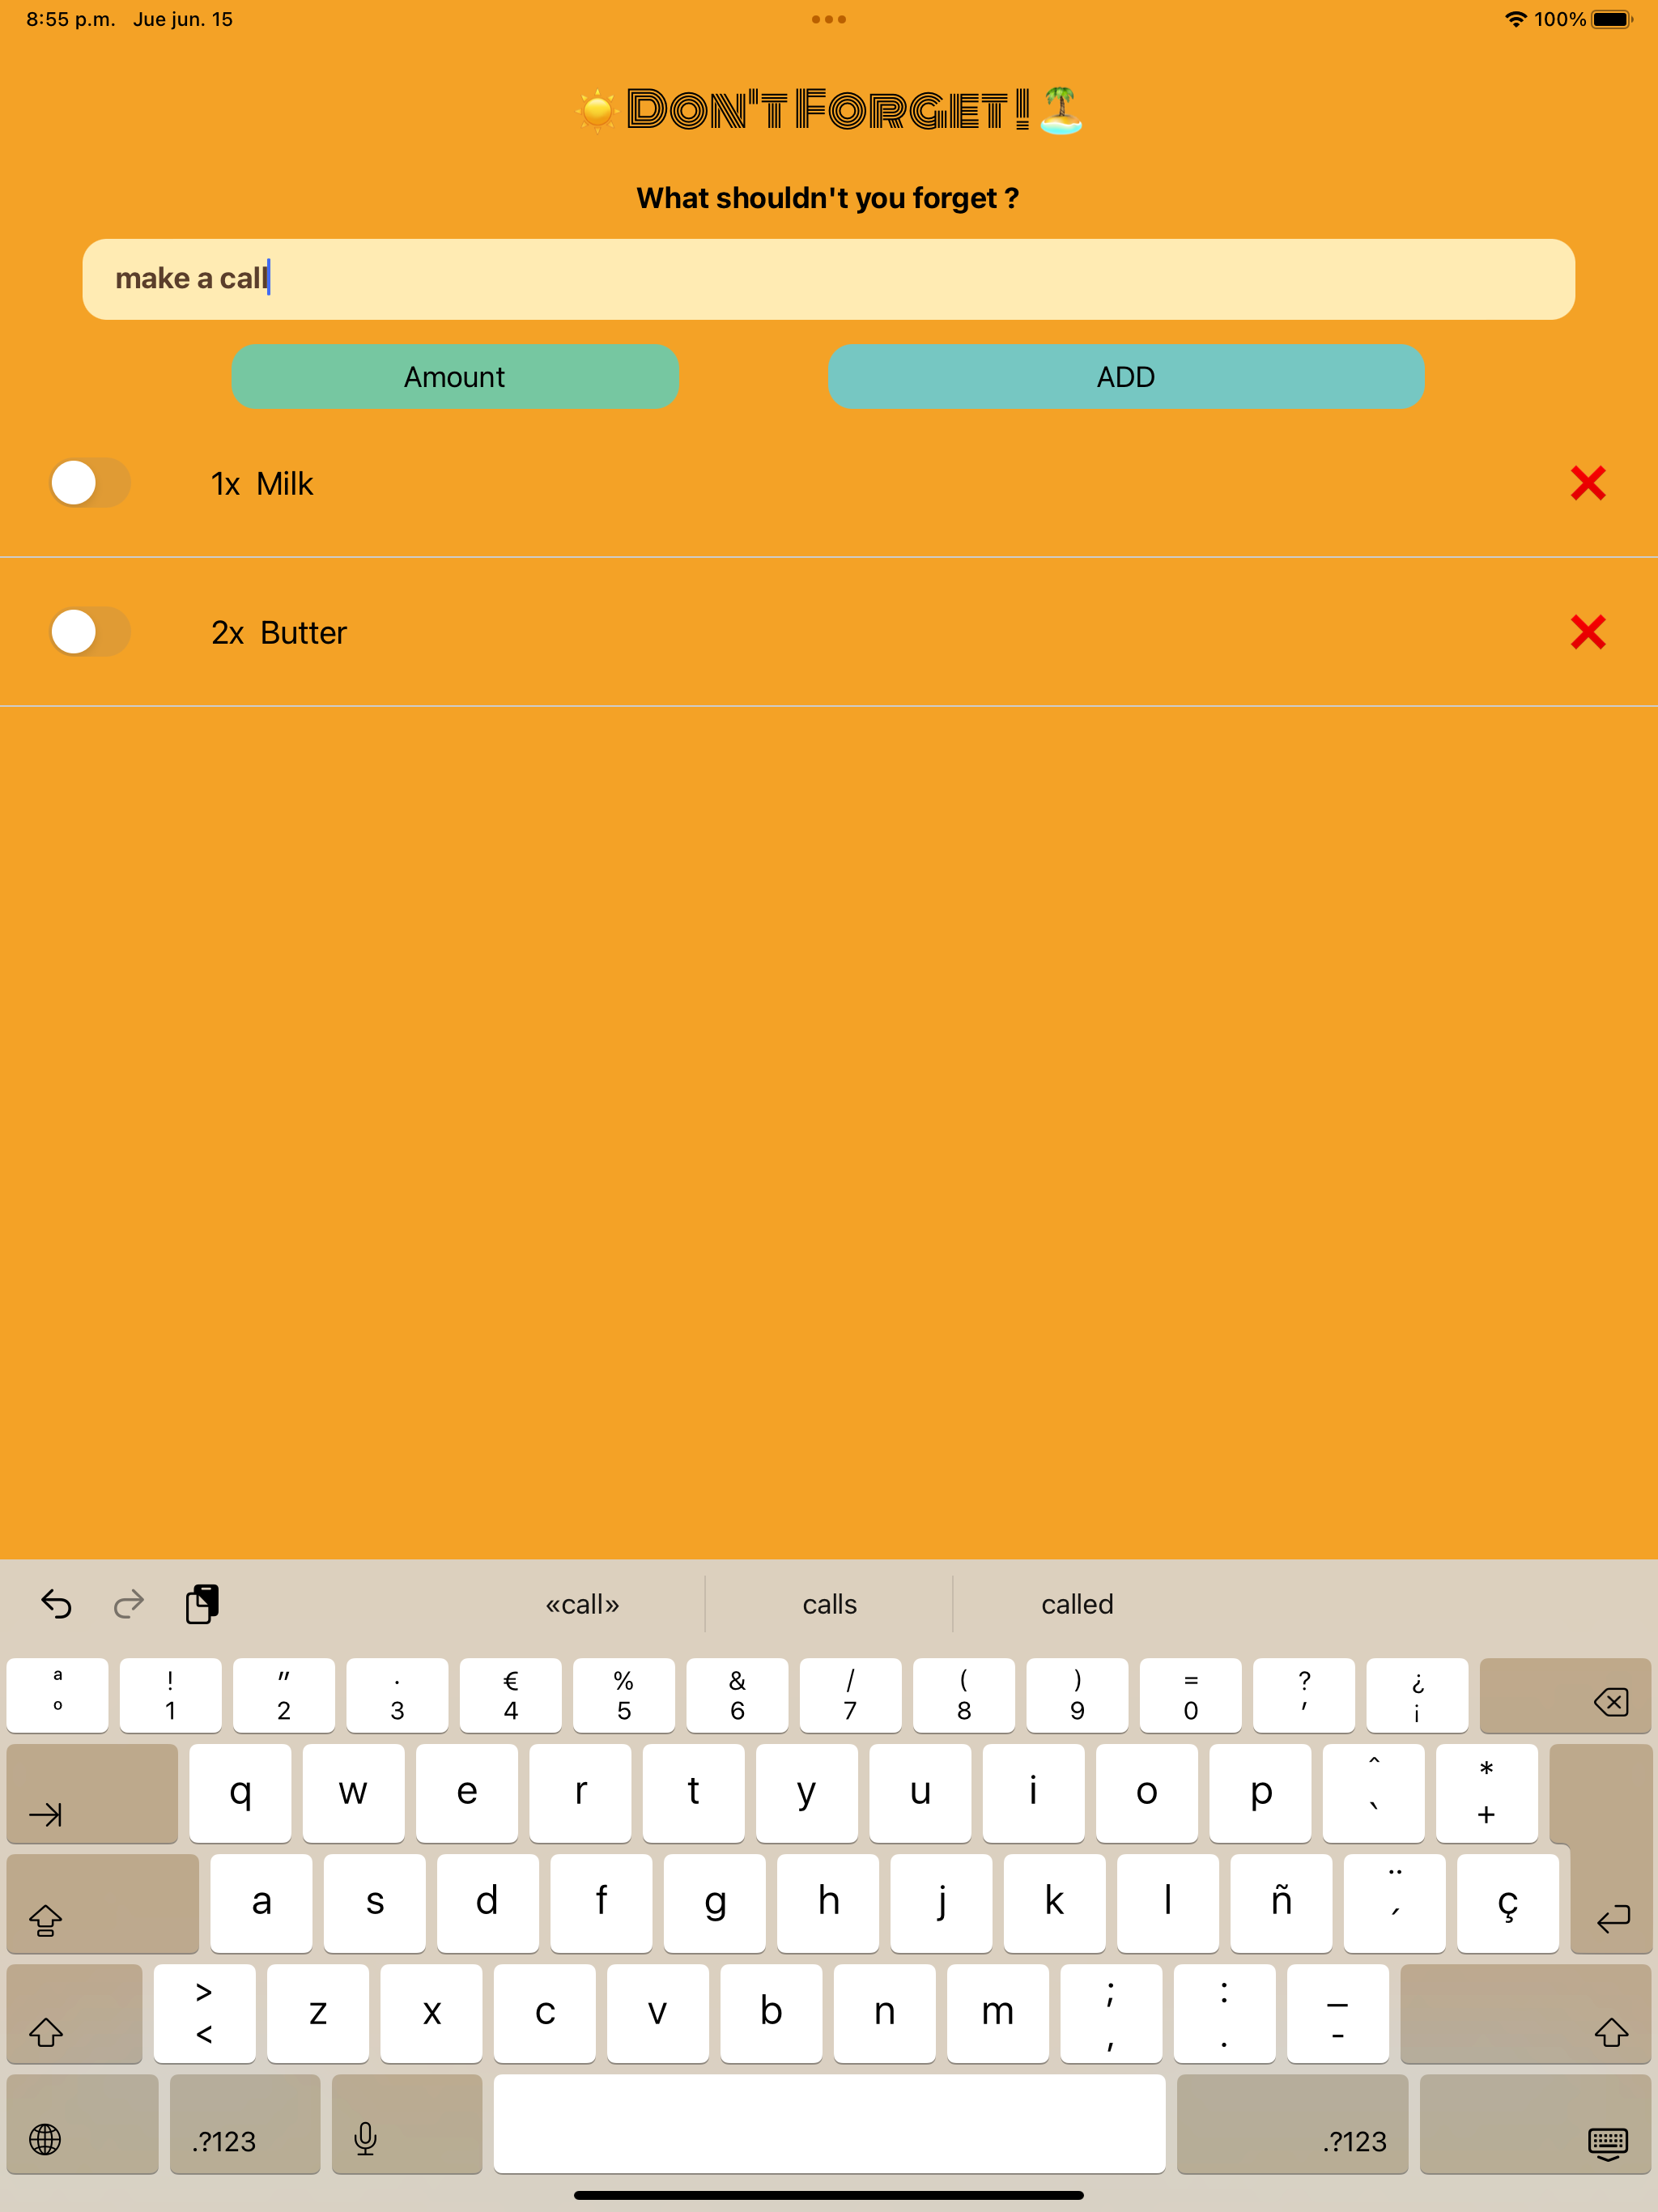 8:55 p.m. Jue jun. 15
100%
☀️DON'T FORGET!🏝️
What shouldn't you forget ?
make a call
Amount ADD
1x Milk
2x Butter
«call» calls called
ª ! " · € % & / ( ) = ? ¿
º 1 2 3 4 5 6 7 8 9 0 ' ¡
q w e r t y u i o p ^ ` * +
a s d f g h j k l ñ ¨ ´ ç
> < z x c v b n m ; , : . _ -
.?123 .?123